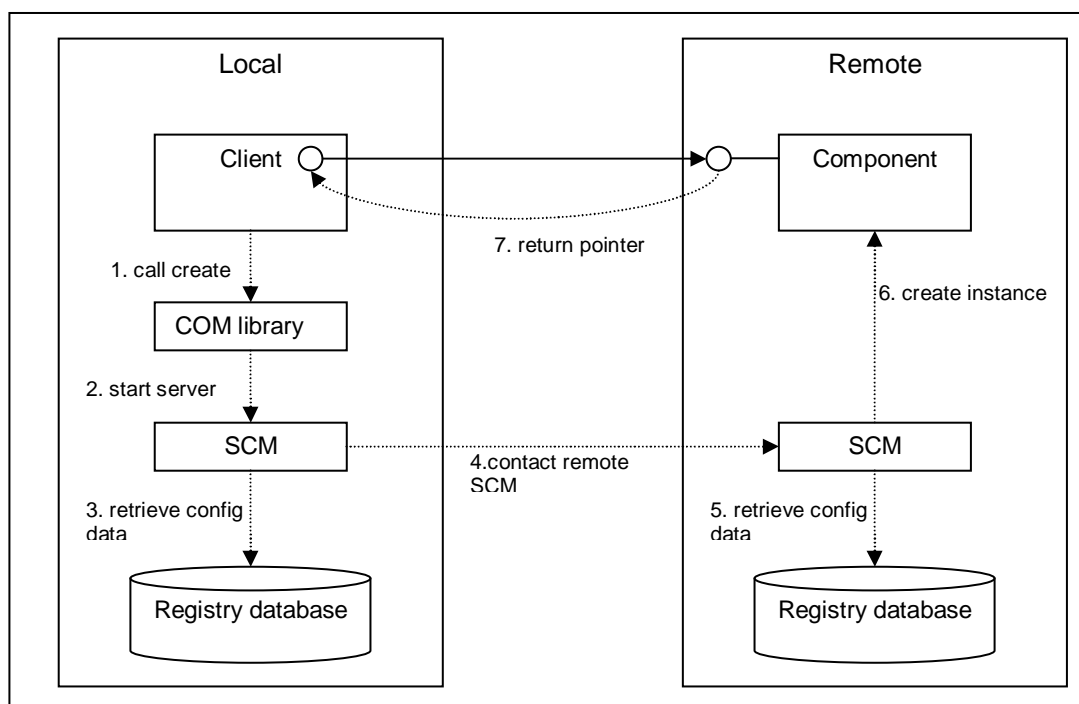 Local
Remote
Client
Component
7. return pointer
1. call create
6. create instance
COM library
2. start server
SCM
SCM
4.contact remote
SCM
3. retrieve config
data
5. retrieve config
data
Registry database
Registry database